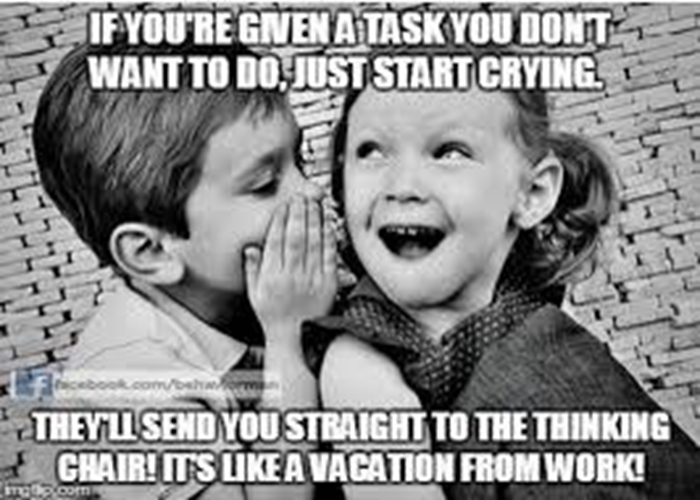 IF YOU'RE GIVEN A TASK YOU DON'T
WANT TO DO, JUST START CRYING.
facebook.com/behaviorman
THEY'LL SEND YOU STRAIGHT TO THE THINKING
CHAIR! IT'S LIKE A VACATION FROM WORK!
imgflip.com